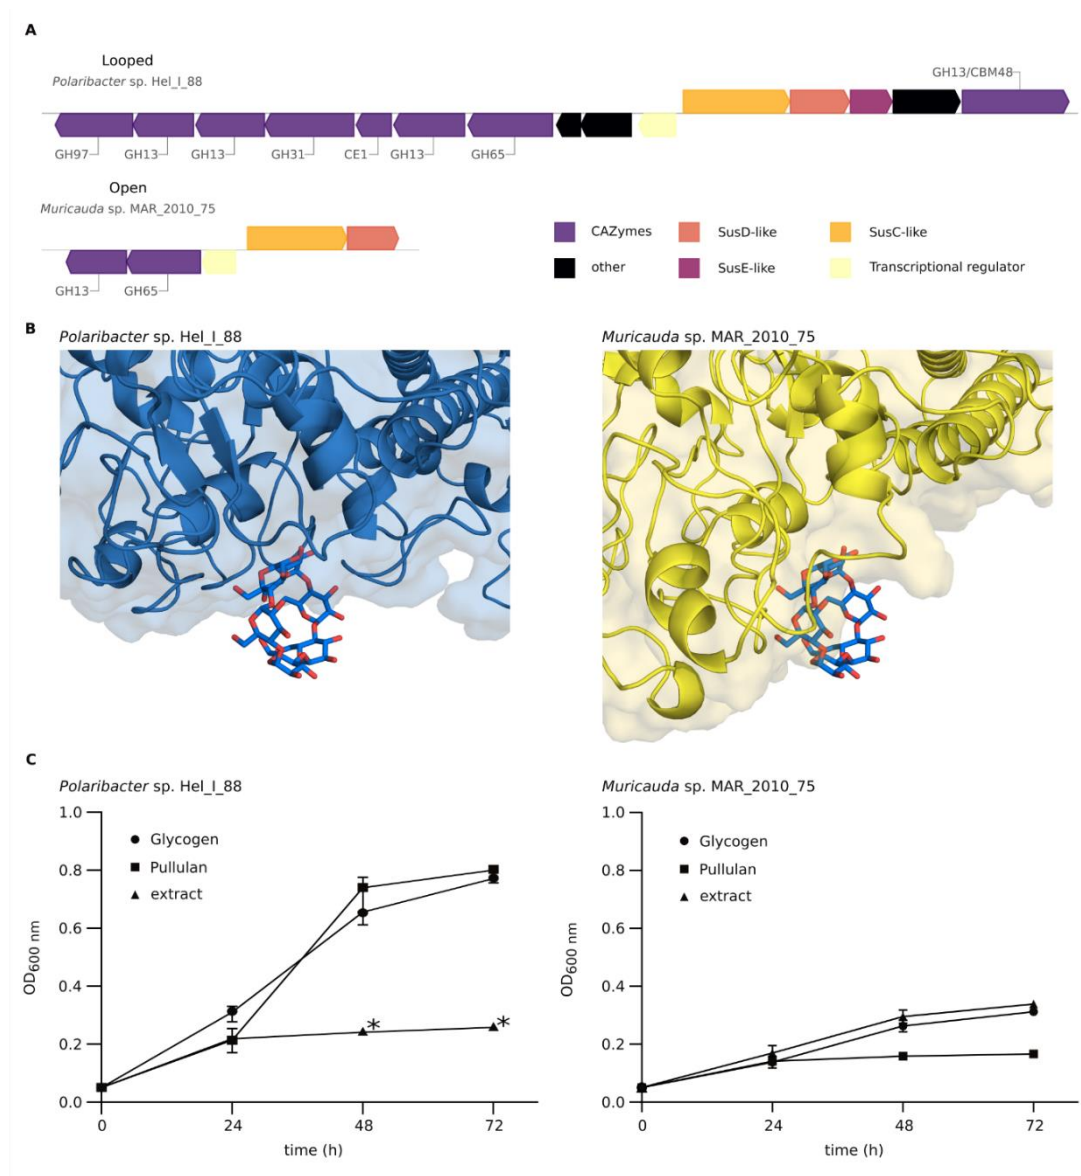 A
Looped
Polaribacter sp. Hel_I_88
GH13/CBM48
GH97
GH13
GH13
GH31
CE1
GH13
GH65
Open
Muricauda sp. MAR_2010_75
GH13
GH65
CAZymes
SusD-like
SusC-like
other
SusE-like
Transcriptional regulator
B
Polaribacter sp. Hel_I_88
Muricauda sp. MAR_2010_75
C
Polaribacter sp. Hel_I_88
1.0
0.8
0.6
0.4
0.2
0.0
OD600 nm
Glycogen
Pullulan
extract
*
*
0
24
48
72
time (h)
Muricauda sp. MAR_2010_75
1.0
0.8
0.6
0.4
0.2
0.0
OD600 nm
Glycogen
Pullulan
extract
0
24
48
72
time (h)